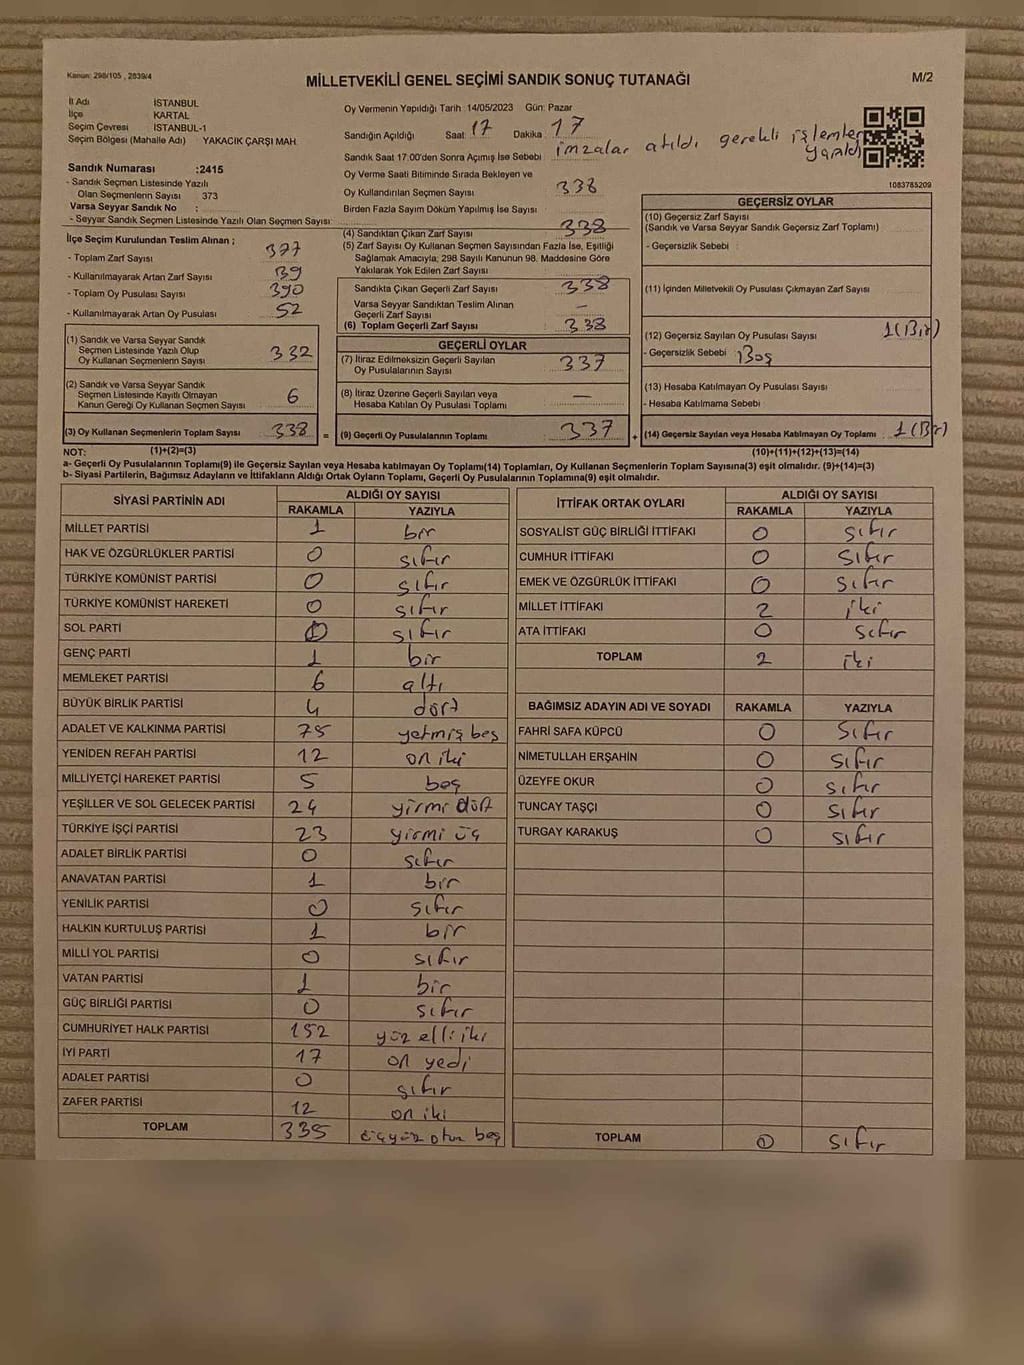 Kanun: 298/105 , 2839/4
MİLLETVEKİLİ GENEL SEÇİMİ SANDIK SONUÇ TUTANAĞI
M/2
İl Adı İSTANBUL
İlçe KARTAL
Seçim Çevresi İSTANBUL-1
Seçim Bölgesi (Mahalle Adı) YAKACIK ÇARŞI MAH.
Sandık Numarası :2415
- Sandık Seçmen Listesinde Yazılı
Olan Seçmenlerin Sayısı 373
Varsa Seyyar Sandık No :
- Seyyar Sandık Seçmen Listesinde Yazılı Olan Seçmen Sayısı:
İlçe Seçim Kurulundan Teslim Alınan ;
- Toplam Zarf Sayısı 377
- Kullanılmayarak Artan Zarf Sayısı 39
- Toplam Oy Pusulası Sayısı 390
- Kullanılmayarak Artan Oy Pusulası 52
(1) Sandık ve Varsa Seyyar Sandık
Seçmen Listesinde Yazılı Olup
Oy Kullanan Seçmenlerin Sayısı 332
(2) Sandık ve Varsa Seyyar Sandık
Seçmen Listesinde Kayıtlı Olmayan
Kanun Gereği Oy Kullanan Seçmen Sayısı 6
(3) Oy Kullanan Seçmenlerin Toplam Sayısı 338 =
Oy Vermenin Yapıldığı Tarih :14/05/2023 Gün: Pazar
Sandığın Açıldığı Saat: 17 Dakika : 17
Sandık Saat 17.00'den Sonra Açımış İse Sebebi imzalar atıldı gerekli işlemler
yapıldı
Oy Verme Saati Bitiminde Sırada Bekleyen ve
Oy Kullandırılan Seçmen Sayısı 338
Birden Fazla Sayım Döküm Yapılmış İse Sayısı
(4) Sandıktan Çıkan Zarf Sayısı 338
(5) Zarf Sayısı Oy Kullanan Seçmen Sayısından Fazla İse, Eşitliği
Sağlamak Amacıyla; 298 Sayılı Kanunun 98. Maddesine Göre
Yakılarak Yok Edilen Zarf Sayısı
Sandıkta Çıkan Geçerli Zarf Sayısı 338
Varsa Seyyar Sandıktan Teslim Alınan
Geçerli Zarf Sayısı —
(6) Toplam Geçerli Zarf Sayısı 338
GEÇERLİ OYLAR
(7) İtiraz Edilmeksizin Geçerli Sayılan
Oy Pusulalarının Sayısı 337
(8) İtiraz Üzerine Geçerli Sayılan veya
Hesaba Katılan Oy Pusulası Toplamı —
(9) Geçerli Oy Pusulalarının Toplamı 337 +
1083785209
GEÇERSİZ OYLAR
(10) Geçersiz Zarf Sayısı
(Sandık ve Varsa Seyyar Sandık Geçersiz Zarf Toplamı)
- Geçersizlik Sebebi :
(11) İçinden Milletvekili Oy Pusulası Çıkmayan Zarf Sayısı
(12) Geçersiz Sayılan Oy Pusulası Sayısı 1(Bir)
- Geçersizlik Sebebi : Boş
(13) Hesaba Katılmayan Oy Pusulası Sayısı
- Hesaba Katılmama Sebebi
(14) Geçersiz Sayılan veya Hesaba Katılmayan Oy Toplamı : 1 (Bir)
NOT: (1)+(2)=(3) (10)+(11)+(12)+(13)=(14)
a- Geçerli Oy Pusulalarının Toplamı(9) ile Geçersiz Sayılan veya Hesaba katılmayan Oy Toplamı(14) Toplamları, Oy Kullanan Seçmenlerin Toplam Sayısına(3) eşit olmalıdır. (9)+(14)=(3)
b- Siyasi Partilerin, Bağımsız Adayların ve İttifakların Aldığı Ortak Oyların Toplamı, Geçerli Oy Pusulalarının Toplamına(9) eşit olmalıdır.
SİYASİ PARTİNİN ADI ALDIĞI OY SAYISI
RAKAMLA YAZIYLA
MİLLET PARTİSİ 1 bir
HAK VE ÖZGÜRLÜKLER PARTİSİ 0 sıfır
TÜRKİYE KOMÜNİST PARTİSİ 0 sıfır
TÜRKİYE KOMÜNİST HAREKETİ 0 sıfır
SOL PARTİ 0 sıfır
GENÇ PARTİ 1 bir
MEMLEKET PARTİSİ 6 altı
BÜYÜK BİRLİK PARTİSİ 4 dört
ADALET VE KALKINMA PARTİSİ 75 yetmiş beş
YENİDEN REFAH PARTİSİ 12 on iki
MİLLİYETÇİ HAREKET PARTİSİ 5 beş
YEŞİLLER VE SOL GELECEK PARTİSİ 24 yirmi dört
TÜRKİYE İŞÇİ PARTİSİ 23 yirmi üç
ADALET BİRLİK PARTİSİ 0 sıfır
ANAVATAN PARTİSİ 1 bir
YENİLİK PARTİSİ 0 sıfır
HALKIN KURTULUŞ PARTİSİ 1 bir
MİLLİ YOL PARTİSİ 0 sıfır
VATAN PARTİSİ 1 bir
GÜÇ BİRLİĞİ PARTİSİ 0 sıfır
CUMHURİYET HALK PARTİSİ 152 yüz elli iki
İYİ PARTİ 17 on yedi
ADALET PARTİSİ 0 sıfır
ZAFER PARTİSİ 12 on iki
TOPLAM 335 üçyüz otuz beş
İTTİFAK ORTAK OYLARI ALDIĞI OY SAYISI
RAKAMLA YAZIYLA
SOSYALİST GÜÇ BİRLİĞİ İTTİFAKI 0 sıfır
CUMHUR İTTİFAKI 0 sıfır
EMEK VE ÖZGÜRLÜK İTTİFAKI 0 sıfır
MİLLET İTTİFAKI 2 iki
ATA İTTİFAKI 0 sıfır
TOPLAM 2 iki
BAĞIMSIZ ADAYIN ADI VE SOYADI RAKAMLA YAZIYLA
FAHRİ SAFA KÜPCÜ 0 sıfır
NİMETULLAH ERŞAHİN 0 sıfır
ÜZEYFE OKUR 0 sıfır
TUNCAY TAŞÇI 0 sıfır
TURGAY KARAKUŞ 0 sıfır
TOPLAM 0 sıfır